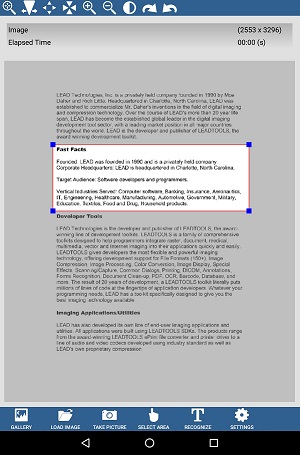 Image (2553 x 3296)
Elapsed Time 00:00 (s)
LEAD Technologies, Inc. is a privately held company founded in 1990 by Moe
Daher and Rich Little. Headquartered in Charlotte, North Carolina, LEAD was
established to commercialize Mr. Daher's inventions in the field of digital imaging
and compression technology. Over the course of LEAD's more than 20 year life
span, LEAD has become the established global leader in the digital imaging
development tool sector, with a leading market position in all major countries
throughout the world. LEAD is the developer and publisher of LEADTOOLS, the
award winning development toolkit.
Fast Facts
Founded: LEAD was founded in 1990 and is a privately held company
Corporate Headquarters: LEAD is headquartered in Charlotte, North Carolina.
Target Audience: Software developers and programmers.
Vertical Industries Served: Computer software, Banking, Insurance, Aeronautics,
IT, Engineering, Healthcare, Manufacturing, Automotive, Government, Military,
Education, Textiles, Food and Drug, Household products.
Developer Tools
LEAD Technologies is the developer and publisher of LEADTOOLS, the award-
winning line of development toolkits. LEADTOOLS is a family of comprehensive
toolkits designed to help programmers integrate raster, document, medical,
multimedia, vector and Internet imaging into their applications quickly and easily.
LEADTOOLS gives developers the most flexible and powerful imaging
technology, offering development support for File Formats (150+), Image
Compression, Image Processing, Color Conversion, Image Display, Special
Effects, Scanning/Capture, Common Dialogs, Printing, DICOM, Annotations,
Forms Recognition, Document Clean-up, PDF, OCR, Barcode, Database, and
more. The result of 20 years of development, a LEADTOOLS toolkit literally puts
millions of lines of code at the fingertips of application developers. Whatever your
programming needs, LEAD has a toolkit specifically designed to give you the
best imaging technology available.
Imaging Applications/Utilities
LEAD has also developed its own line of end-user imaging applications and
utilities. All applications were built using LEADTOOLS SDKs. The products range
from the award-winning LEADTOOLS ePrint file converter and printer driver to a
line of audio and video codecs developed using industry standard as well as
LEAD's own proprietary compression.
GALLERY LOAD IMAGE TAKE PICTURE SELECT AREA RECOGNIZE SETTINGS